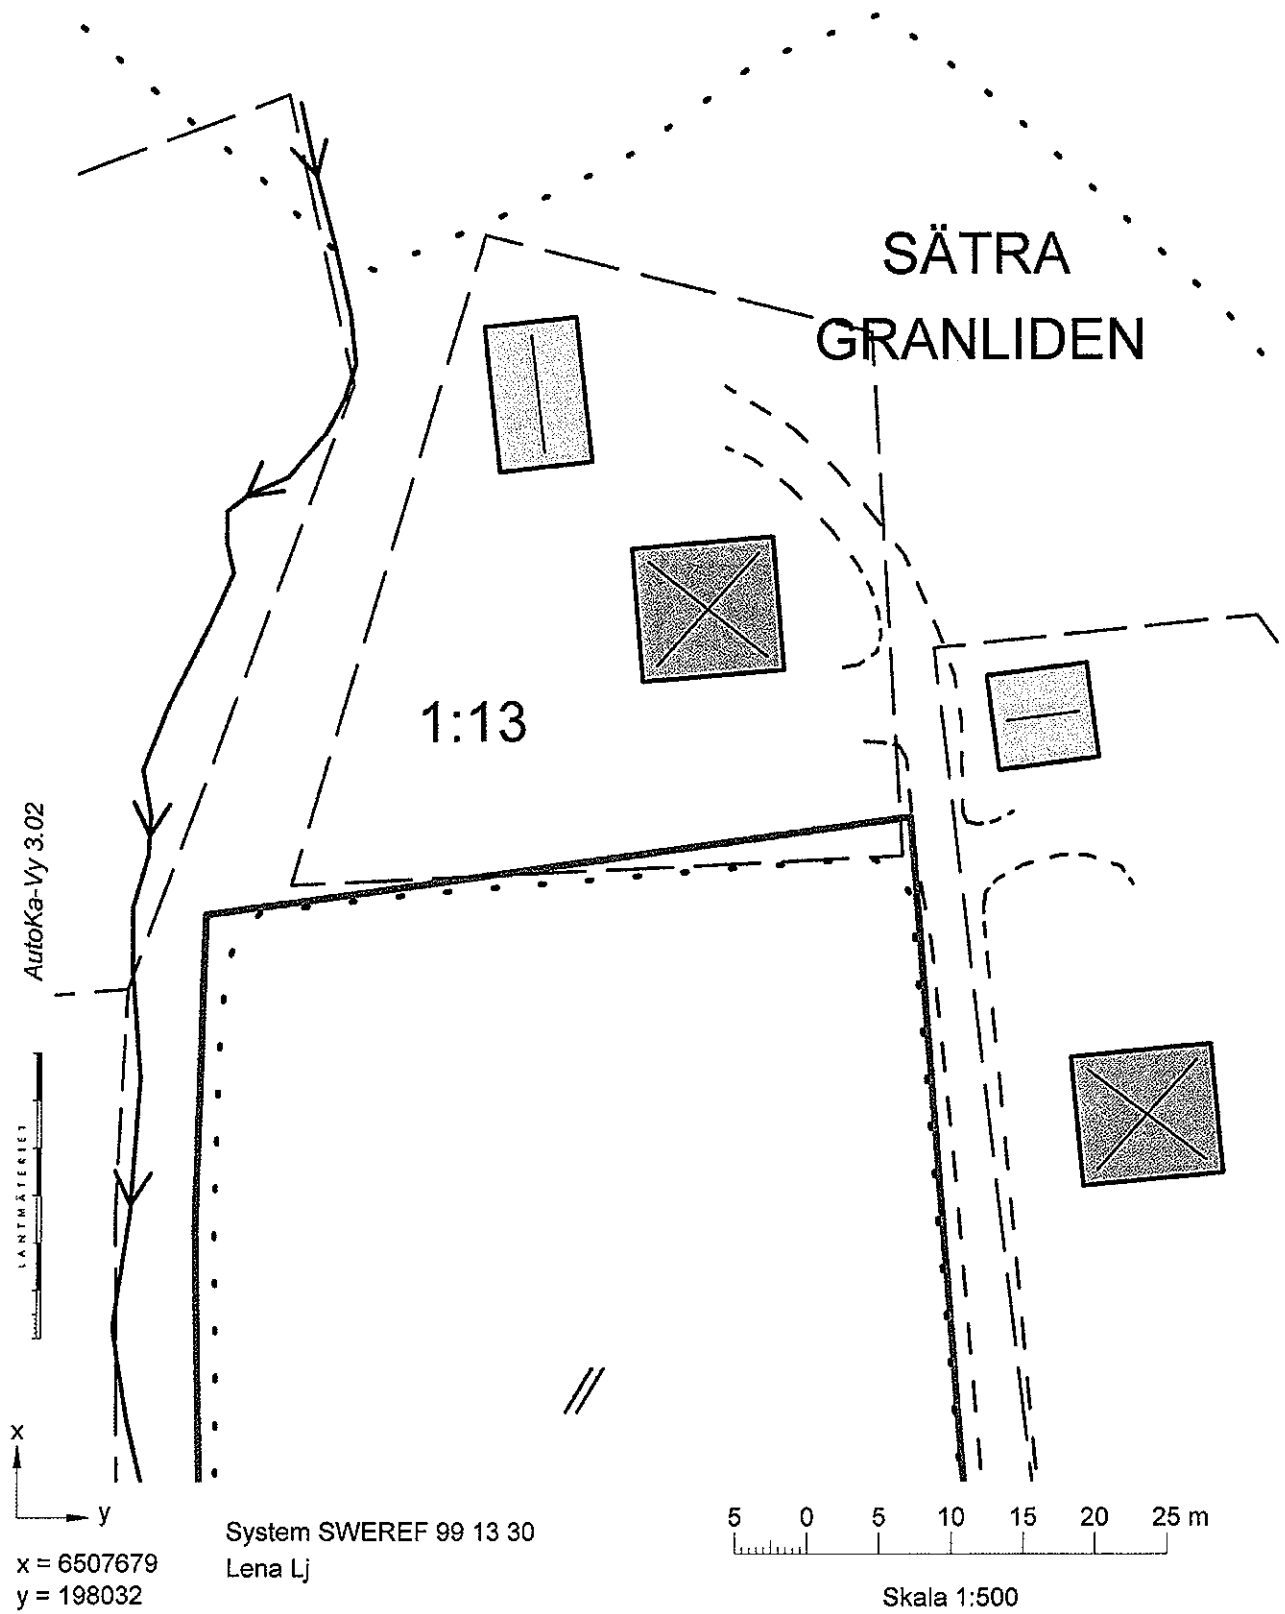 SÄTRA
GRANLIDEN
1:13
AutoKa-Vy 3.02
LANTMÄTERIET
x
y
x = 6507679
y = 198032
System SWEREF 99 13 30
Lena Lj
5 0 5 10 15 20 25 m
Skala 1:500